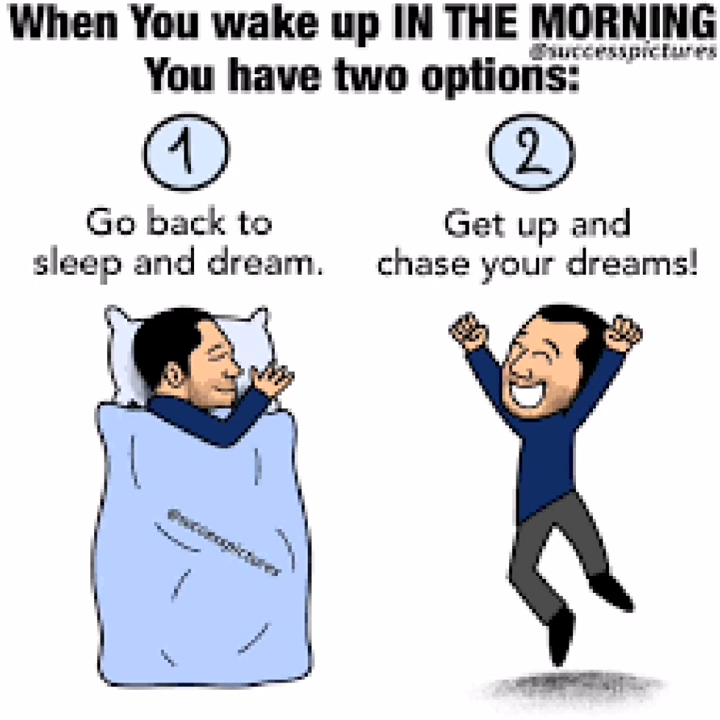 When You wake up IN THE MORNING
@successpictures
You have two options:
1
2
Go back to
sleep and dream.
Get up and
chase your dreams!
@successpictures